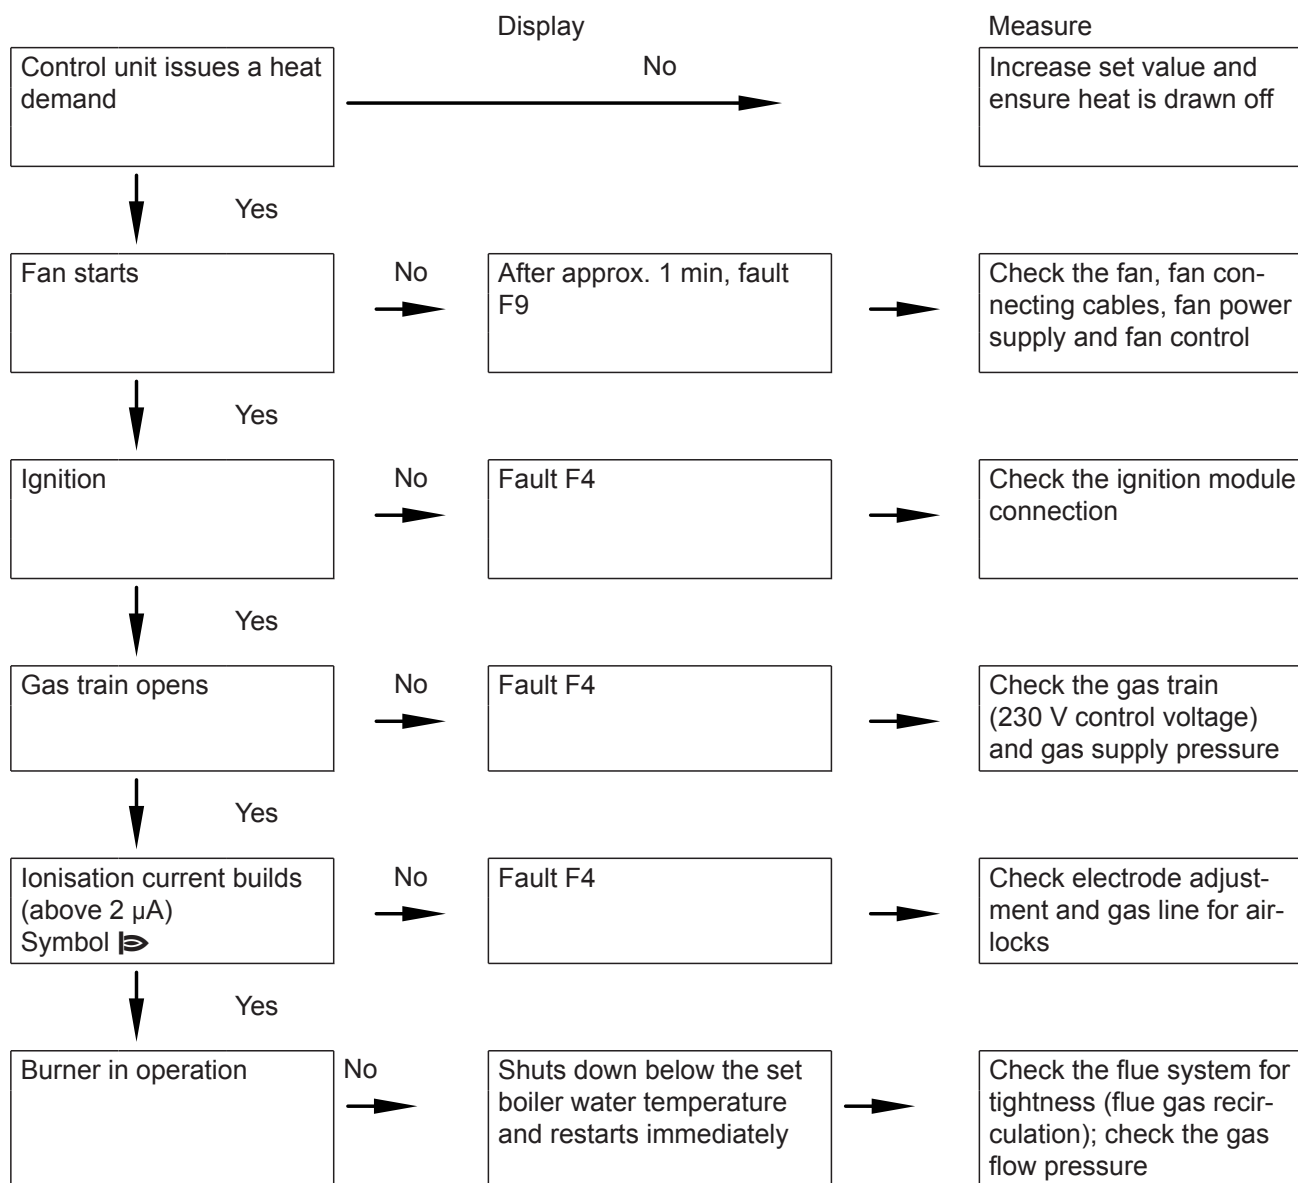 Display
Measure
Control unit issues a heat
demand
No
Increase set value and
ensure heat is drawn off
Yes
Fan starts
No
After approx. 1 min, fault
F9
Check the fan, fan con-
necting cables, fan power
supply and fan control
Yes
Ignition
No
Fault F4
Check the ignition module
connection
Yes
Gas train opens
No
Fault F4
Check the gas train
(230 V control voltage)
and gas supply pressure
Yes
Ionisation current builds
(above 2 µA)
Symbol
No
Fault F4
Check electrode adjust-
ment and gas line for air-
locks
Yes
Burner in operation
No
Shuts down below the set
boiler water temperature
and restarts immediately
Check the flue system for
tightness (flue gas recir-
culation); check the gas
flow pressure